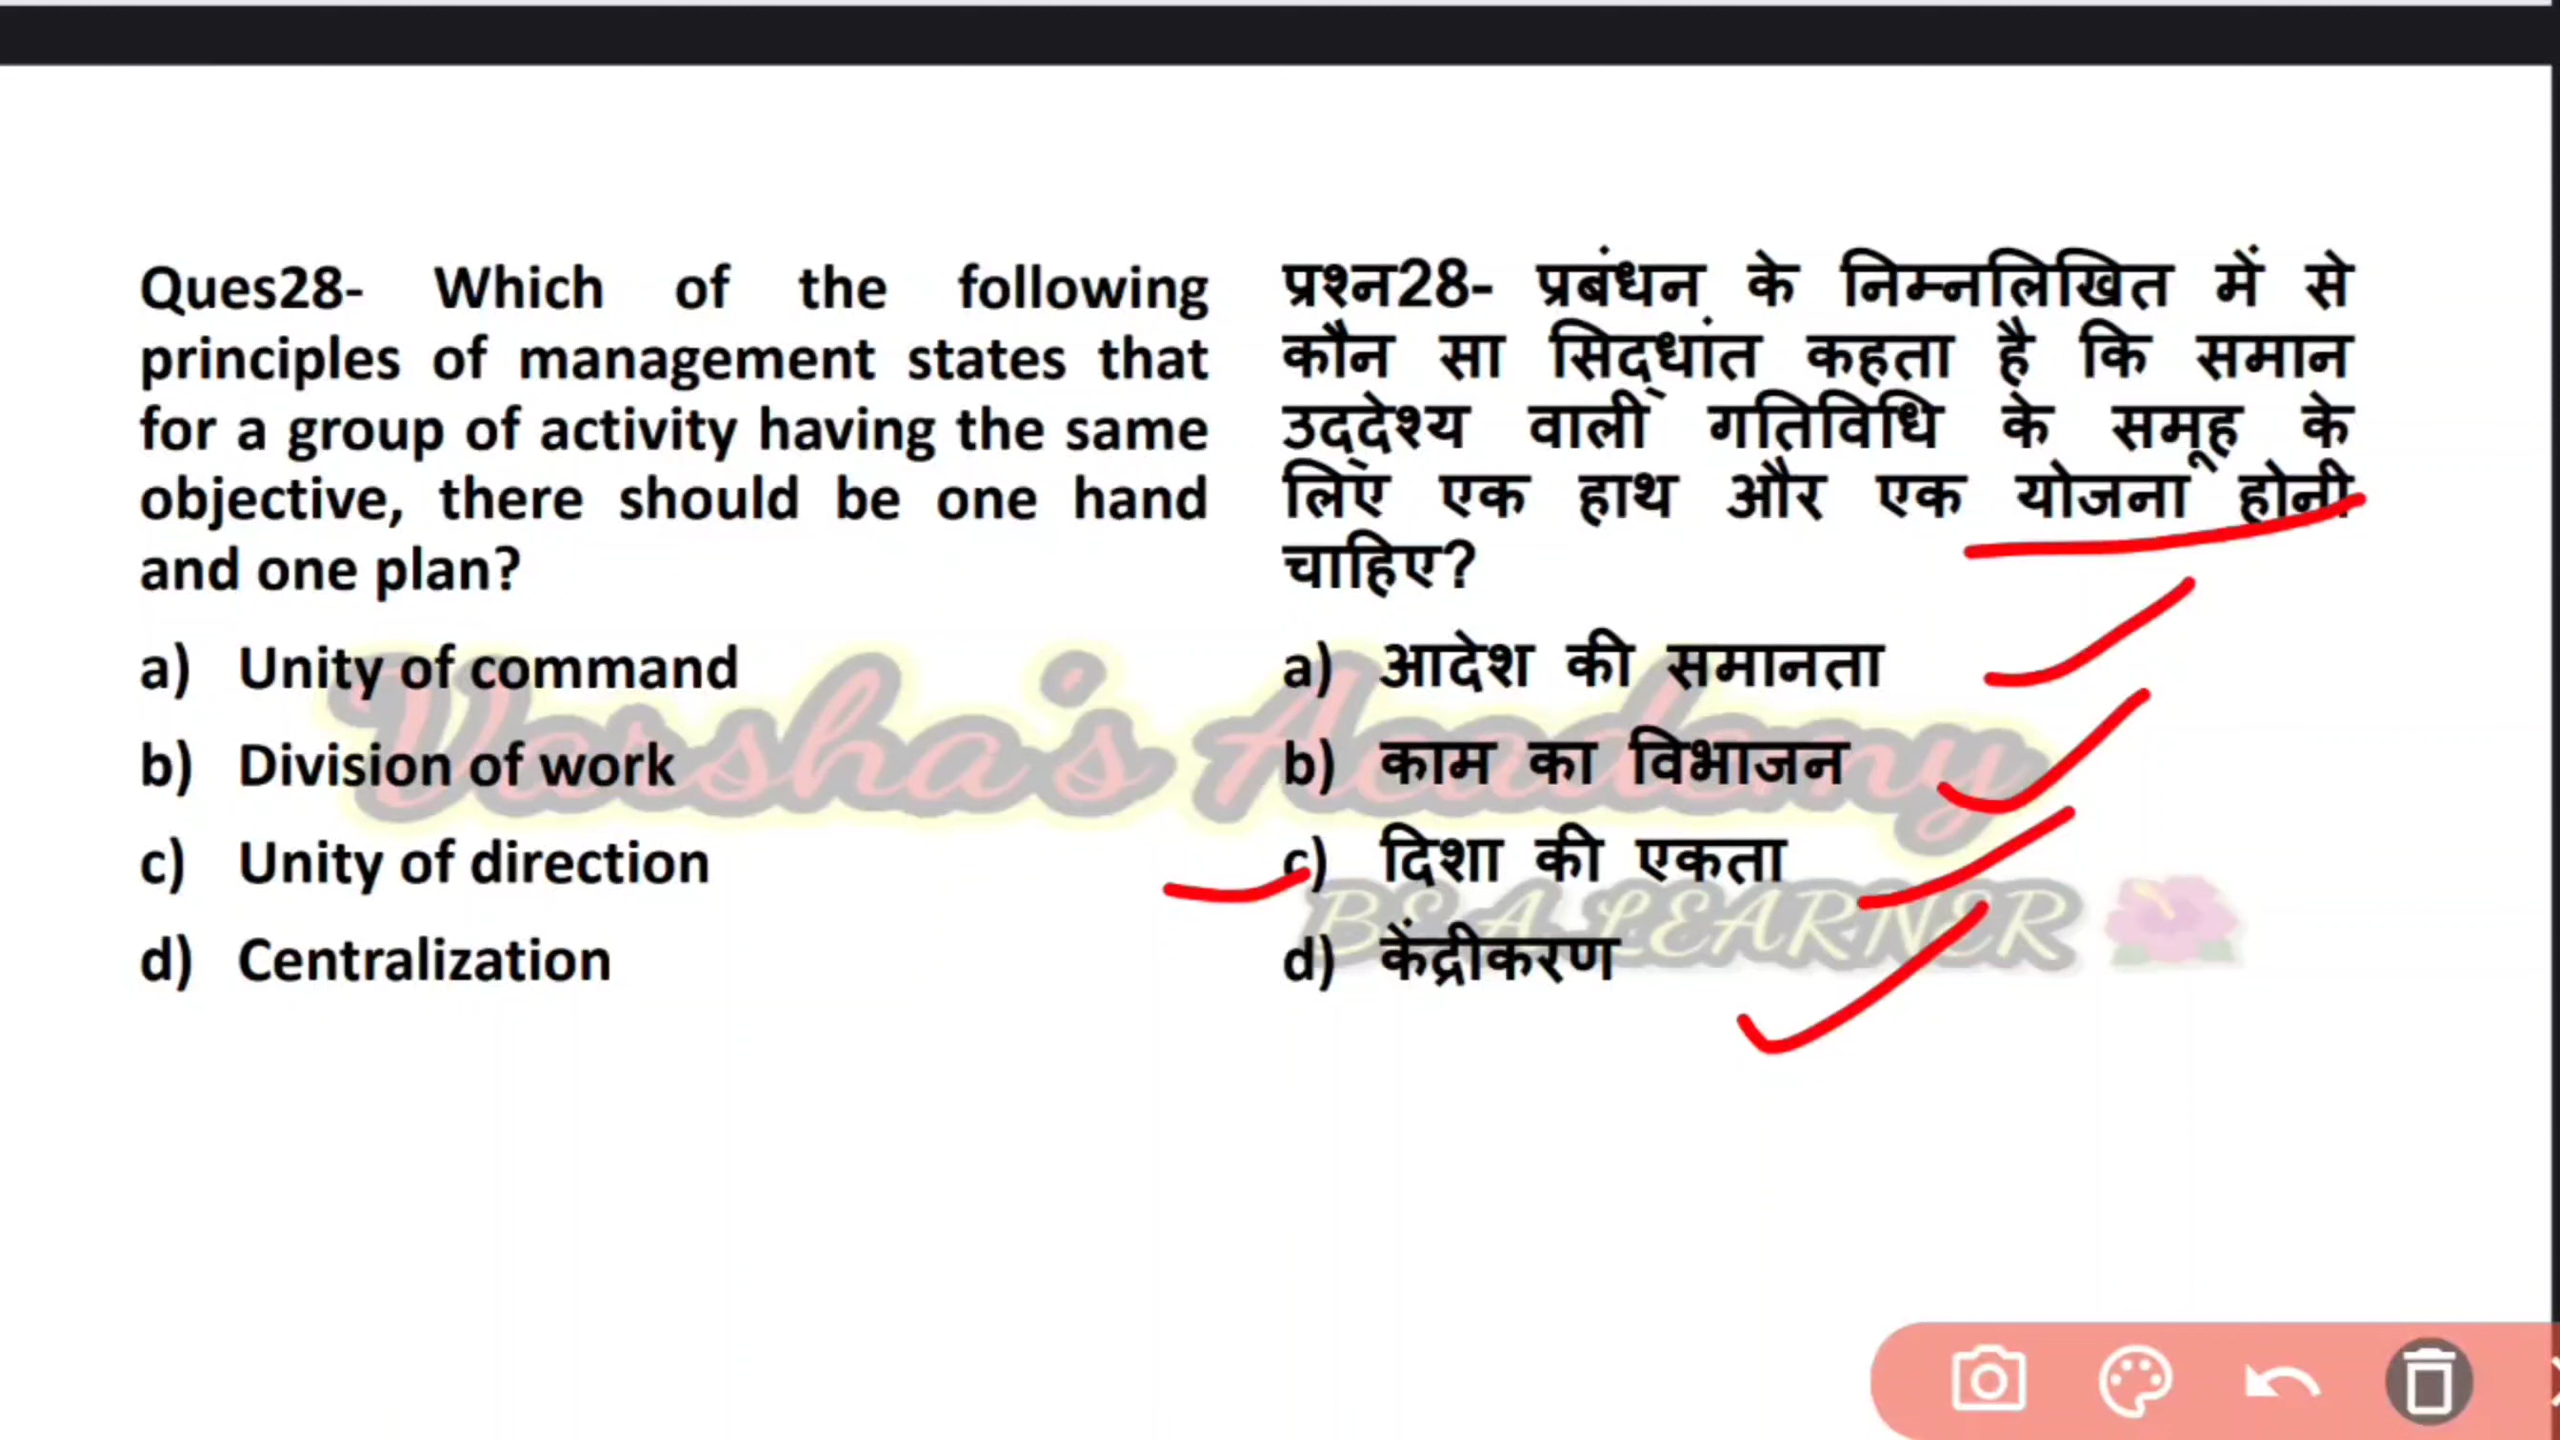 Ques28- Which of the following
principles of management states that
for a group of activity having the same
objective, there should be one hand
and one plan?
a) Unity of command
b) Division of work
c) Unity of direction
d) Centralization
प्रश्न28- प्रबंधन के निम्नलिखित में से
कौन सा सिद्धांत कहता है कि समान
उद्देश्य वाली गतिविधि के समूह के
लिए एक हाथ और एक योजना होनी
चाहिए?
a) आदेश की समानता
b) काम का विभाजन
c) दिशा की एकता
d) केंद्रीकरण
Varsha's Academy
BE A LEARNER